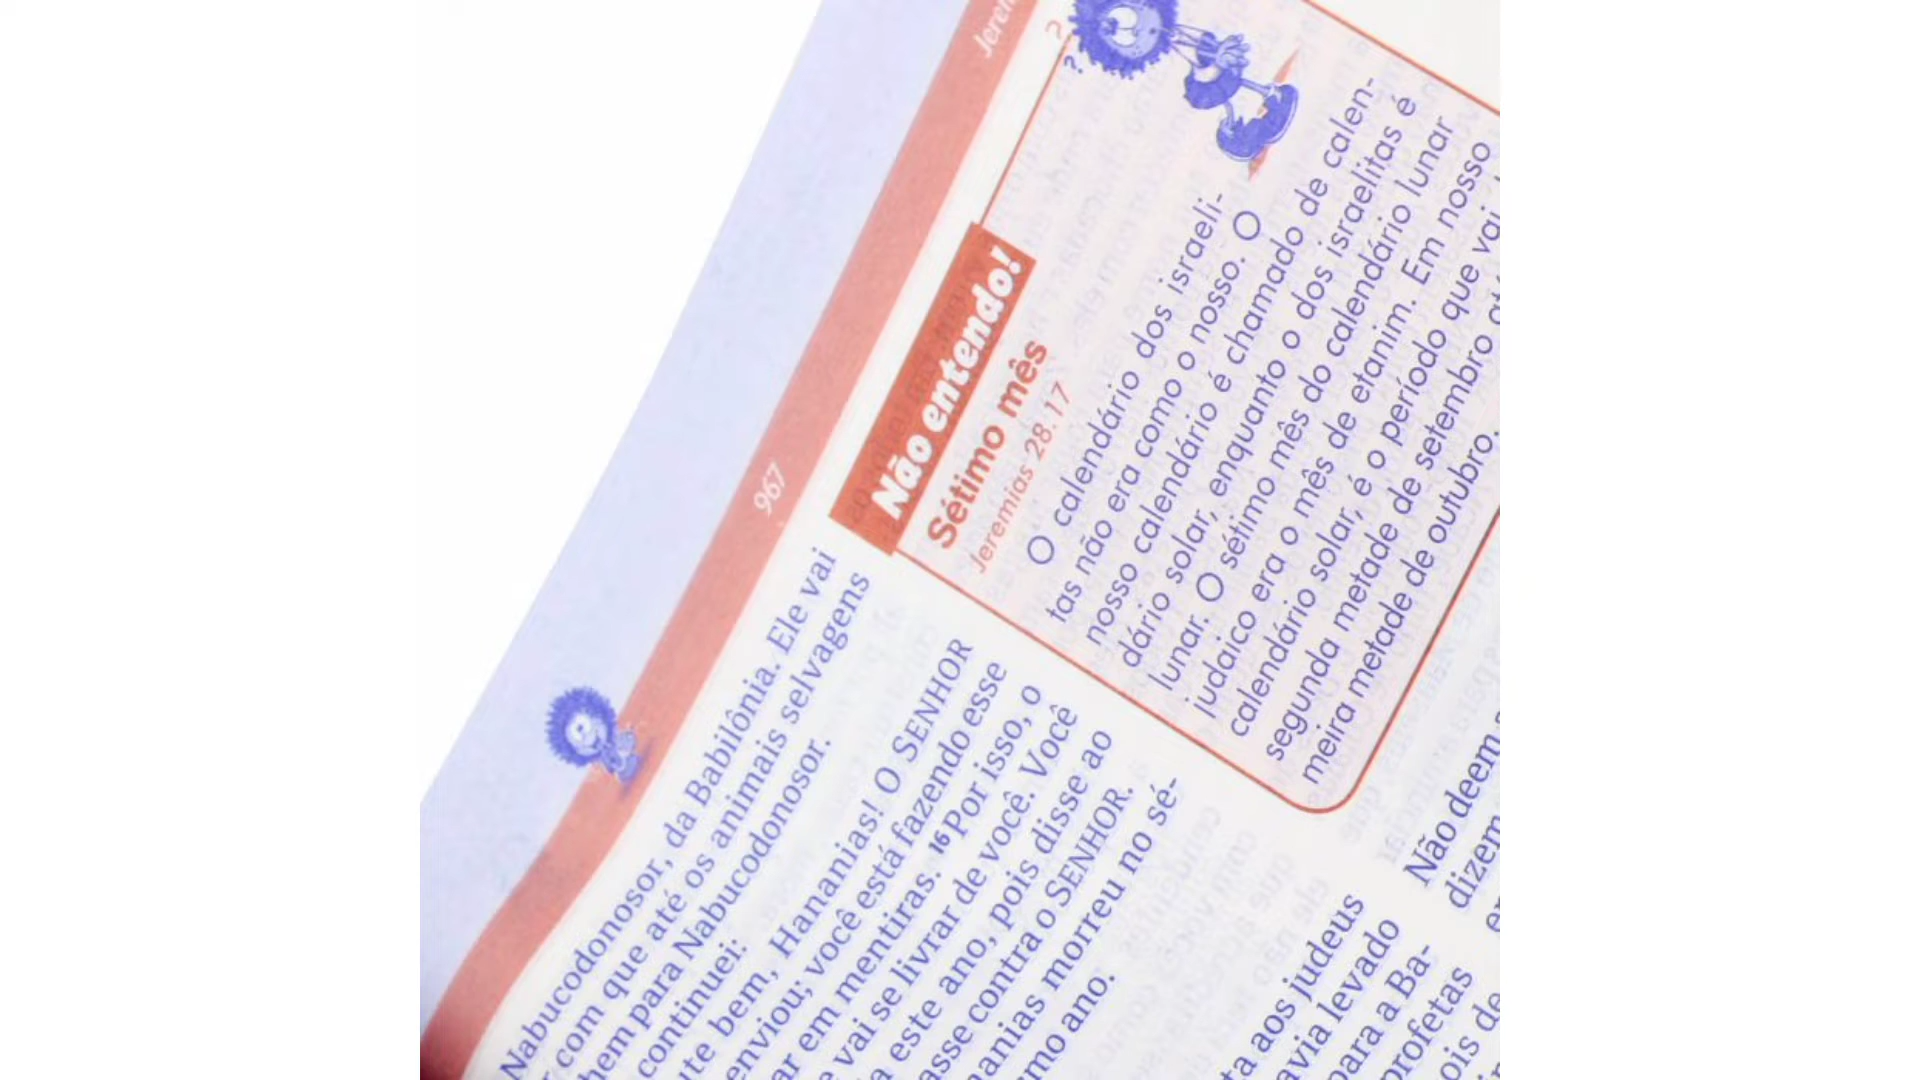 Jerem
967
Nabucodonosor, da Babilônia. Ele vai
com que até os animais selvagens
para Nabucodonosor.
continuei:
bem, Hananias! O SENHOR
enviou; você está fazendo esse
em mentiras. 16 Por isso, o
vai se livrar de você. Você
este ano, pois disse ao
contra o SENHOR.
morreu no sé-
ano.
Não entendo!
Sétimo mês
Jeremias 28.17
O calendário dos israeli-
tas não era como o nosso. O
nosso calendário é chamado de calen-
dário solar, enquanto o dos israelitas é
lunar. O sétimo mês do calendário lunar
judaico era o mês de etanim. Em nosso
calendário solar, é o período que vai
segunda metade de setembro até
meira metade de outubro.
aos judeus
levado
para a Ba-
profetas
de
Não deem
dizem